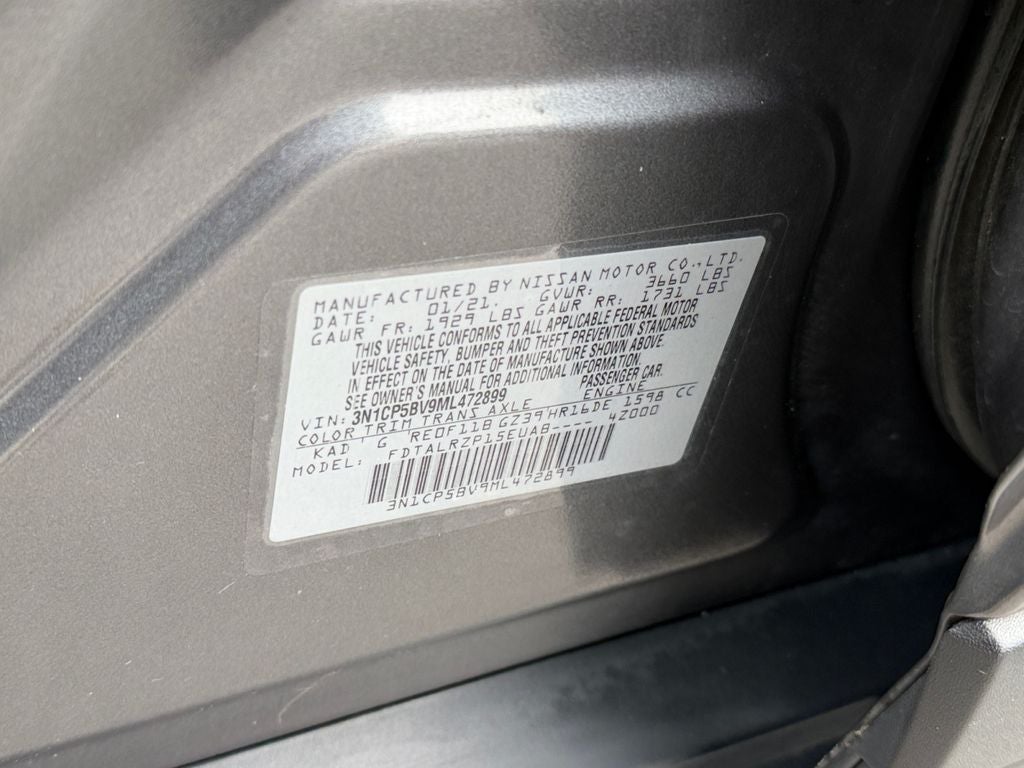 MANUFACTURED BY NISSAN MOTOR CO.,LTD.
DATE: 01/21. GVWR: 3660 LBS
GAWR FR: 1929 LBS GAWR RR: 1731 LBS
THIS VEHICLE CONFORMS TO ALL APPLICABLE FEDERAL MOTOR
VEHICLE SAFETY, BUMPER AND THEFT PREVENTION STANDARDS
IN EFFECT ON THE DATE OF MANUFACTURE SHOWN ABOVE.
SEE OWNER'S MANUAL FOR ADDITIONAL INFORMATION.
VIN: 3N1CP5BV9ML472899 PASSENGER CAR.
COLOR TRIM TRANS AXLE ENGINE
KAD G RE0F11B GZ39 HR16DE 1598 CC
MODEL: FDTALRZP15EUAB---- 4Z000
3N1CP5BV9ML472899